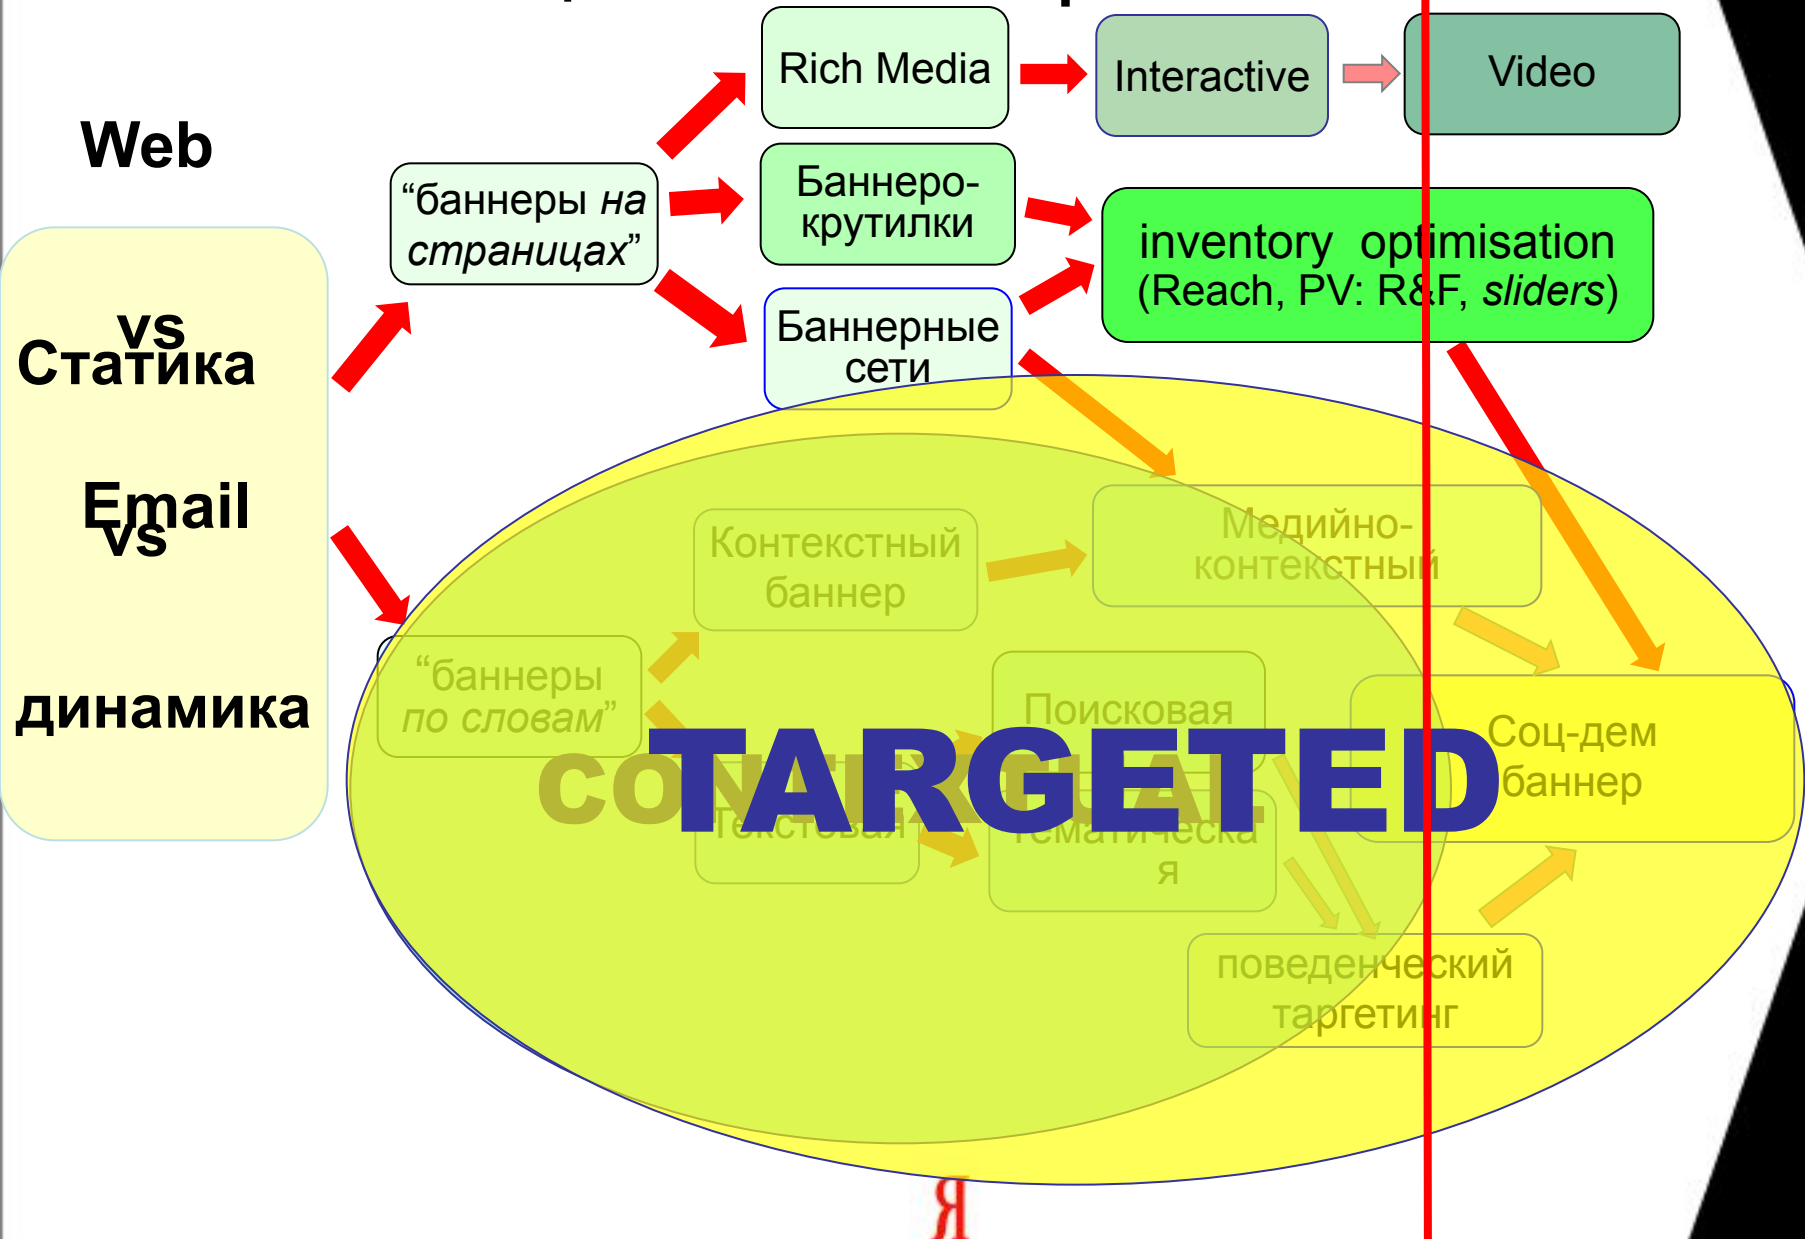 Web
vs
Статика
Email
vs
динамика
“баннеры на
страницах”
Rich Media
Interactive
Video
Баннеро-
крутилки
Баннерные
сети
inventory optimisation
(Reach, PV: R&F, sliders)
Контекстный
баннер
Медийно-
контекстный
“баннеры
по словам”
Поисковая
CONTEXTUAL
TARGETED
Текстовая
тематическа
я
Соц-дем
баннер
поведенческий
таргетинг
Я